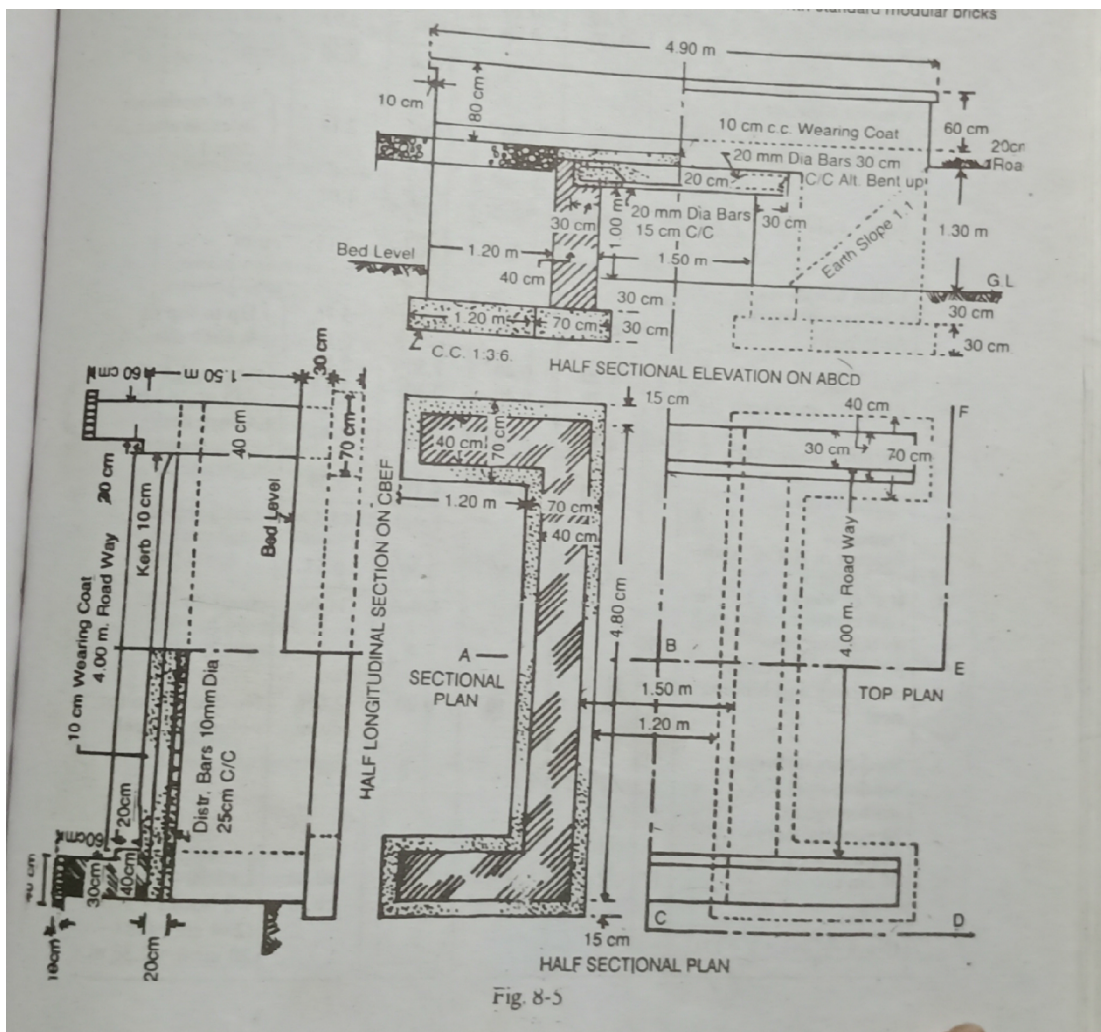 standard modular bricks
4.90 m
10 cm
80 cm
10 cm c.c. Wearing Coat
60 cm
20 mm Dia Bars 30 cm
C/C Alt. Bent up
20 cm
30 cm
1.00 m
20 mm Dia Bars
15 cm C/C
30 cm
Earth Slope 1.1
1.30 m
Bed Level
1.20 m
40 cm
1.50 m
G.L
30 cm
30 cm
1.20 m
70 cm
30 cm
30 cm
C.C. 1:3:6.
HALF SECTIONAL ELEVATION ON ABCD
60 cm
1.50 m
30 cm
40 cm
70 cm
20 cm
Kerb 10 cm
4.00 m. Road Way
10 cm Wearing Coat
Bed Level
Distr. Bars 10mm Dia
25cm C/C
60cm
20cm
30cm
40cm
10cm
20cm
HALF LONGITUDINAL SECTION ON CBEF
15 cm
40 cm
70 cm
1.20 m
70 cm
40 cm
4.80 cm
A
SECTIONAL
PLAN
B
1.50 m
1.20 m
40 cm
F
30 cm
70 cm
4.00 m. Road Way
E
TOP PLAN
C
D
15 cm
HALF SECTIONAL PLAN
Fig. 8-5